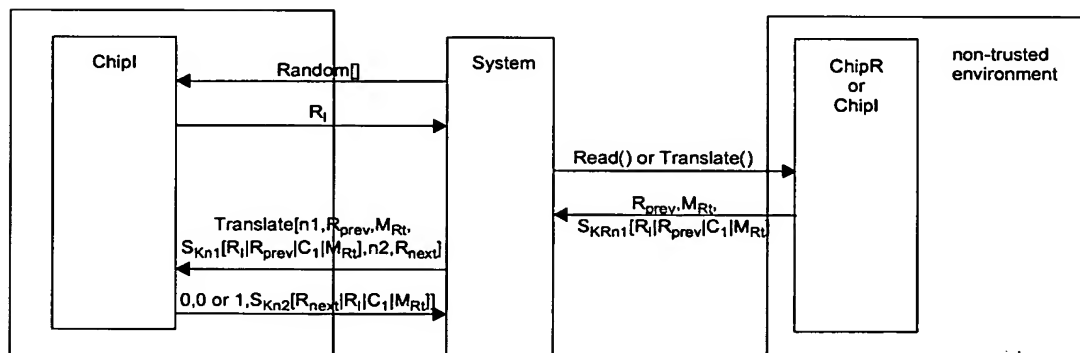 ChipI
Random[]
R_I
System
ChipR
or
ChipI
non-trusted
environment
Read() or Translate()
R_prev,M_Rt,
S_KRn1[R_I|R_prev|C_1|M_Rt]
Translate[n1,R_prev,M_Rt,
S_Kn1[R_I|R_prev|C_1|M_Rt],n2,R_next]
0,0 or 1,S_Kn2[R_next|R_I|C_1|M_Rt)]